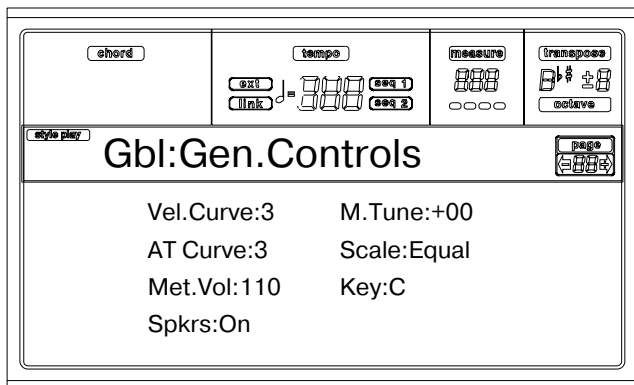 chord
tempo
measure
transpose
ext
seq 1
link
seq 2
octave
style play
Gbl:Gen.Controls
page
Vel.Curve:3
M.Tune:+00
AT Curve:3
Scale:Equal
Met.Vol:110
Key:C
Spkrs:On